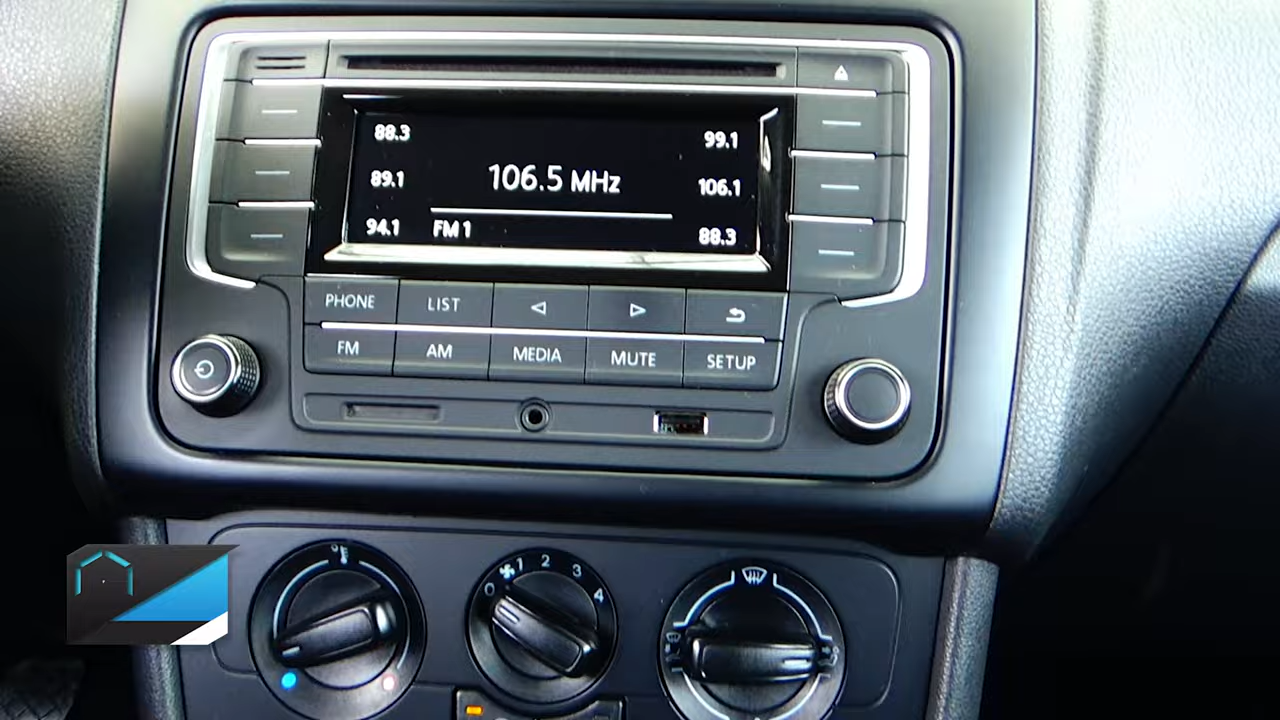 88.3
99.1
89.1
106.5 MHz
106.1
94.1
FM 1
88.3
PHONE
LIST
FM
AM
MEDIA
MUTE
SETUP
0
1
2
3
4